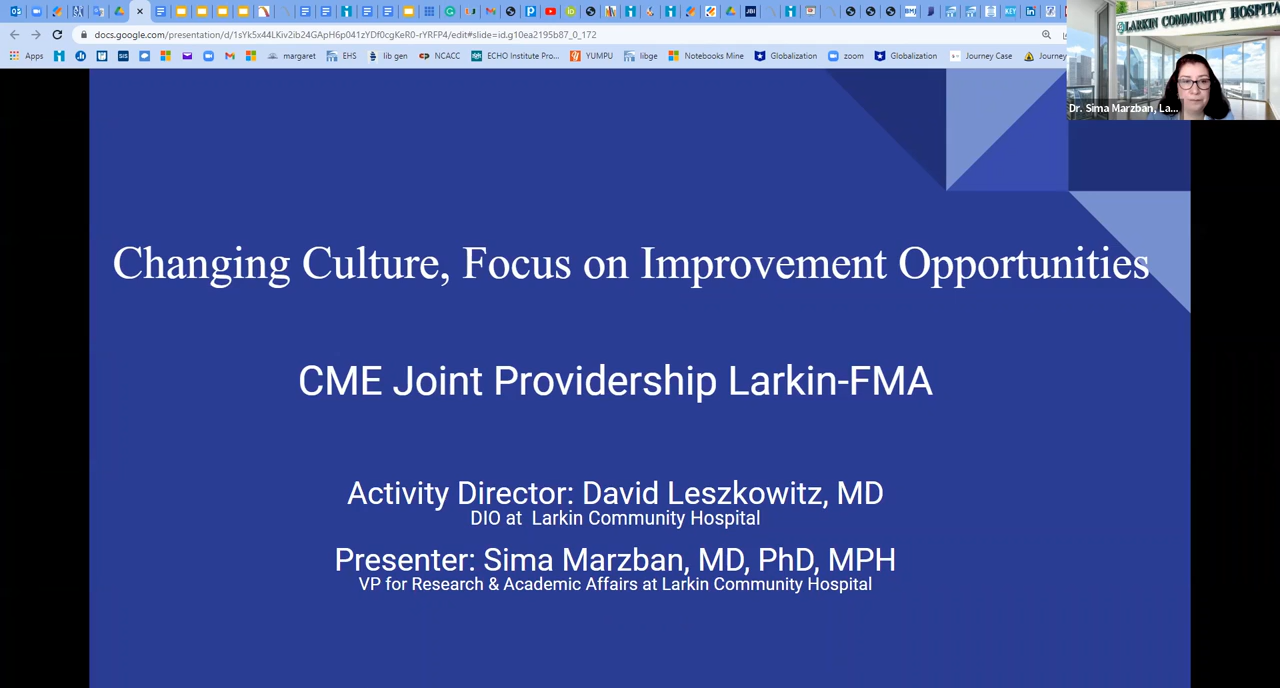 docs.google.com/presentation/d/1sYk5x44LKiv2ib24GApH6p041zYDf0cgKeR0-rWJFP4/edit#slide=id.g10ea2195b87_0_172
Apps
margaret
EHS
lib gen
NCACC
ECHO Institute Pro...
YUMPU
libge
Notebooks Mine
Globalization
zoom
Globalization
Journey Case
Journey
LARKIN COMMUNITY HOSPITA
Dr. Sima Marzban, La...
Changing Culture, Focus on Improvement Opportunities
CME Joint Providership Larkin-FMA
Activity Director: David Leszkowitz, MD
DIO at Larkin Community Hospital
Presenter: Sima Marzban, MD, PhD, MPH
VP for Research & Academic Affairs at Larkin Community Hospital